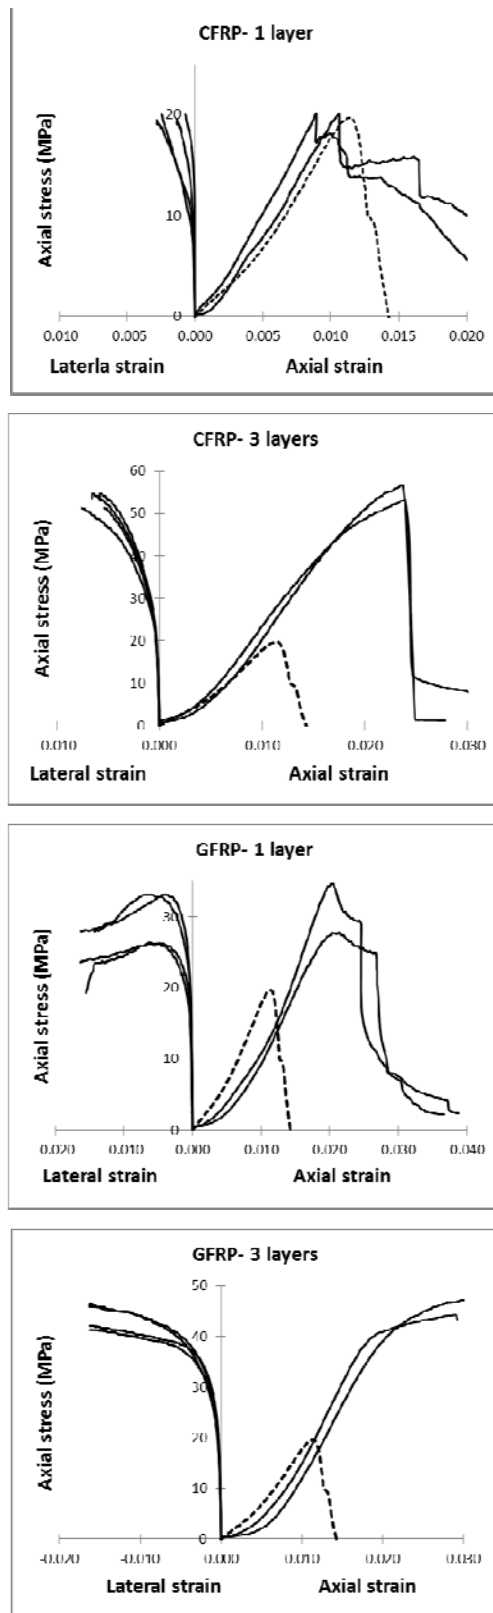 CFRP- 1 layer
Axial stress (MPa)
20
10
0
0.010 0.005 0.000 0.005 0.010 0.015 0.020
Laterla strain Axial strain
CFRP- 3 layers
Axial stress (MPa)
60
50
40
30
20
10
0
0.010 0.000 0.010 0.020 0.030
Lateral strain Axial strain
GFRP- 1 layer
Axial stress (MPa)
30
20
10
0
0.020 0.010 0.000 0.010 0.020 0.030 0.040
Lateral strain Axial strain
GFRP- 3 layers
Axial stress (MPa)
50
40
30
20
10
0
-0.020 -0.010 0.000 0.010 0.020 0.030
Lateral strain Axial strain